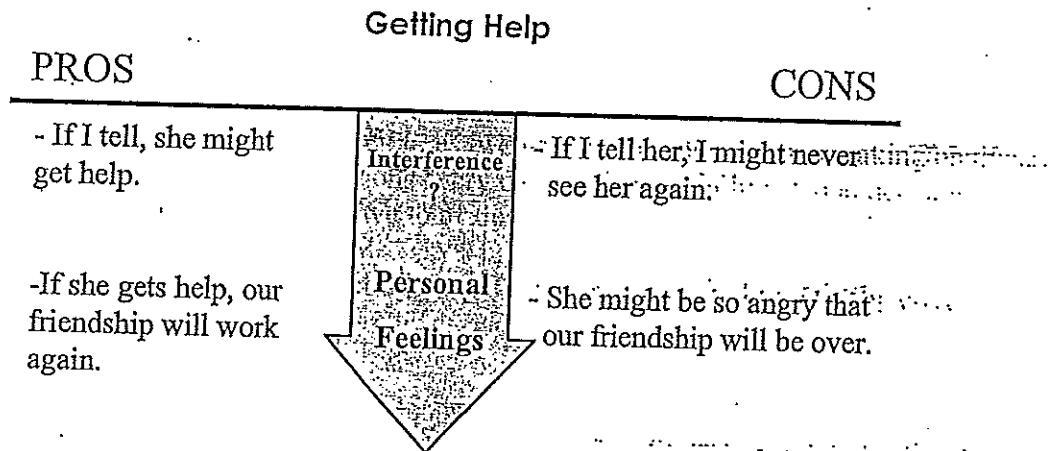 Getting Help
PROS
CONS
- If I tell, she might
get help.
Interference
?
- If I tell her, I might never
see her again.
-If she gets help, our
friendship will work
again.
Personal
Feelings
- She might be so angry that
our friendship will be over.